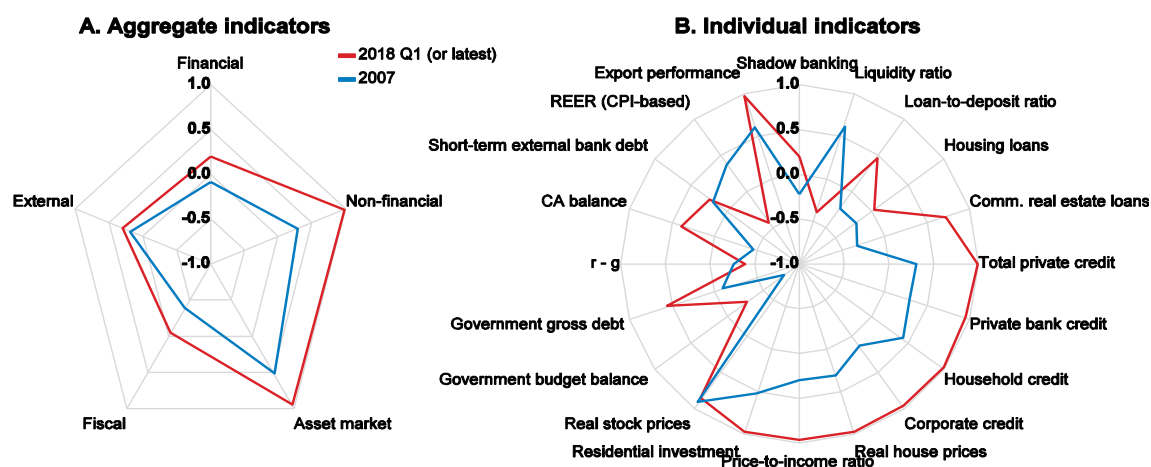 A. Aggregate indicators
2018 Q1 (or latest)
2007
Financial
1.0
0.5
0.0
-0.5
-1.0
Non-financial
Asset market
Fiscal
External
B. Individual indicators
Shadow banking
Liquidity ratio
Loan-to-deposit ratio
Housing loans
Comm. real estate loans
Total private credit
Private bank credit
Household credit
Corporate credit
Real house prices
Price-to-income ratio
Residential investment
Real stock prices
Government budget balance
Government gross debt
r - g
CA balance
Short-term external bank debt
REER (CPI-based)
Export performance
1.0
0.5
0.0
-0.5
-1.0